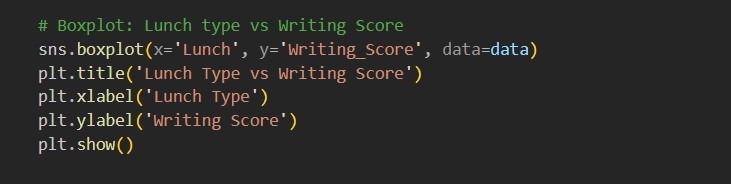 # Boxplot: Lunch type vs Writing Score
sns.boxplot(x='Lunch', y='Writing_Score', data=data)
plt.title('Lunch Type vs Writing Score')
plt.xlabel('Lunch Type')
plt.ylabel('Writing Score')
plt.show()